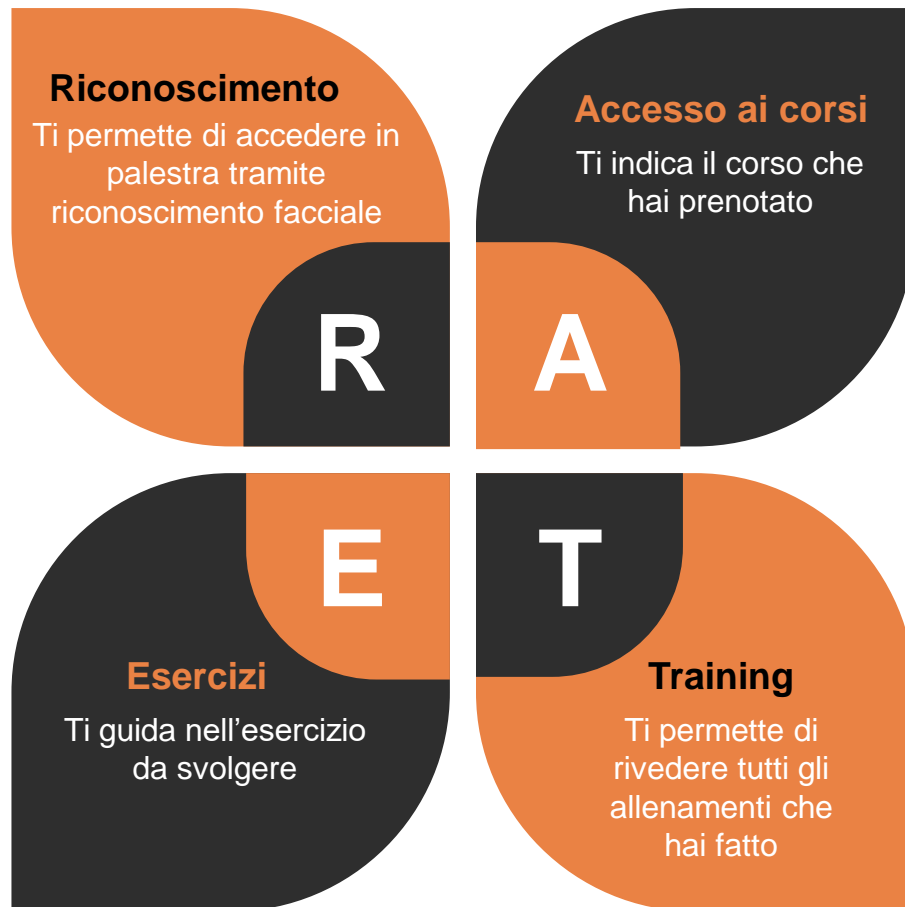 Riconoscimento
Ti permette di accedere in
palestra tramite
riconoscimento facciale
R
Accesso ai corsi
Ti indica il corso che
hai prenotato
A
E
Esercizi
Ti guida nell’esercizio
da svolgere
T
Training
Ti permette di
rivedere tutti gli
allenamenti che
hai fatto